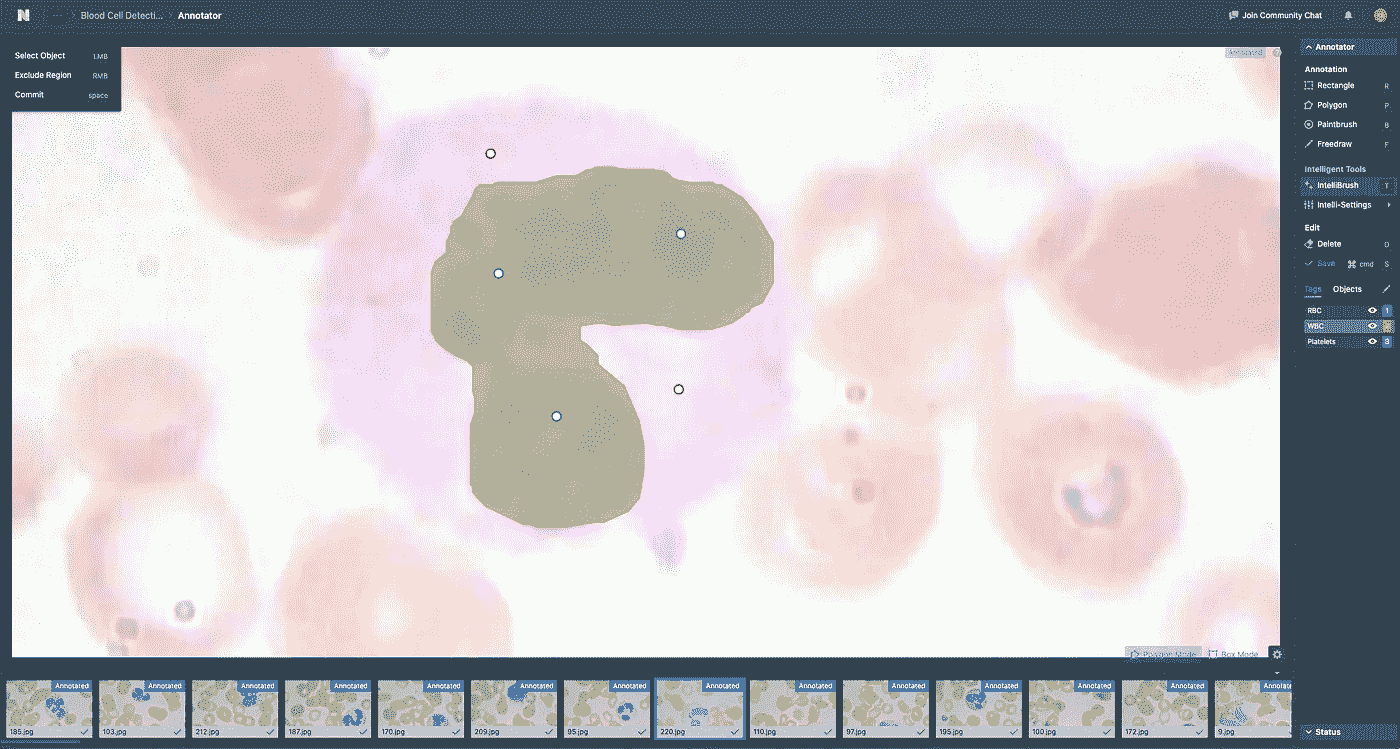 N
Blood Cell Detecti... › Annotator
Join Community Chat
Select Object LMB
Exclude Region RMB
Commit space
Annotated
Annotator
Annotation
Rectangle R
Polygon P
Paintbrush B
Freedraw F
Intelligent Tools
IntelliBrush T
Intelli-Settings
Edit
Delete D
Save ⌘ cmd S
Tags Objects
RBC 1
WBC
Platelets 3
Polygon Mode Box Mode
Annotated Annotated Annotated Annotated Annotated Annotated Annotated Annotated Annotated Annotated Annotated Annotated Annotated Annotate
185.jpg 103.jpg 212.jpg 187.jpg 170.jpg 209.jpg 95.jpg 220.jpg 110.jpg 97.jpg 195.jpg 100.jpg 172.jpg 9.jpg
Status